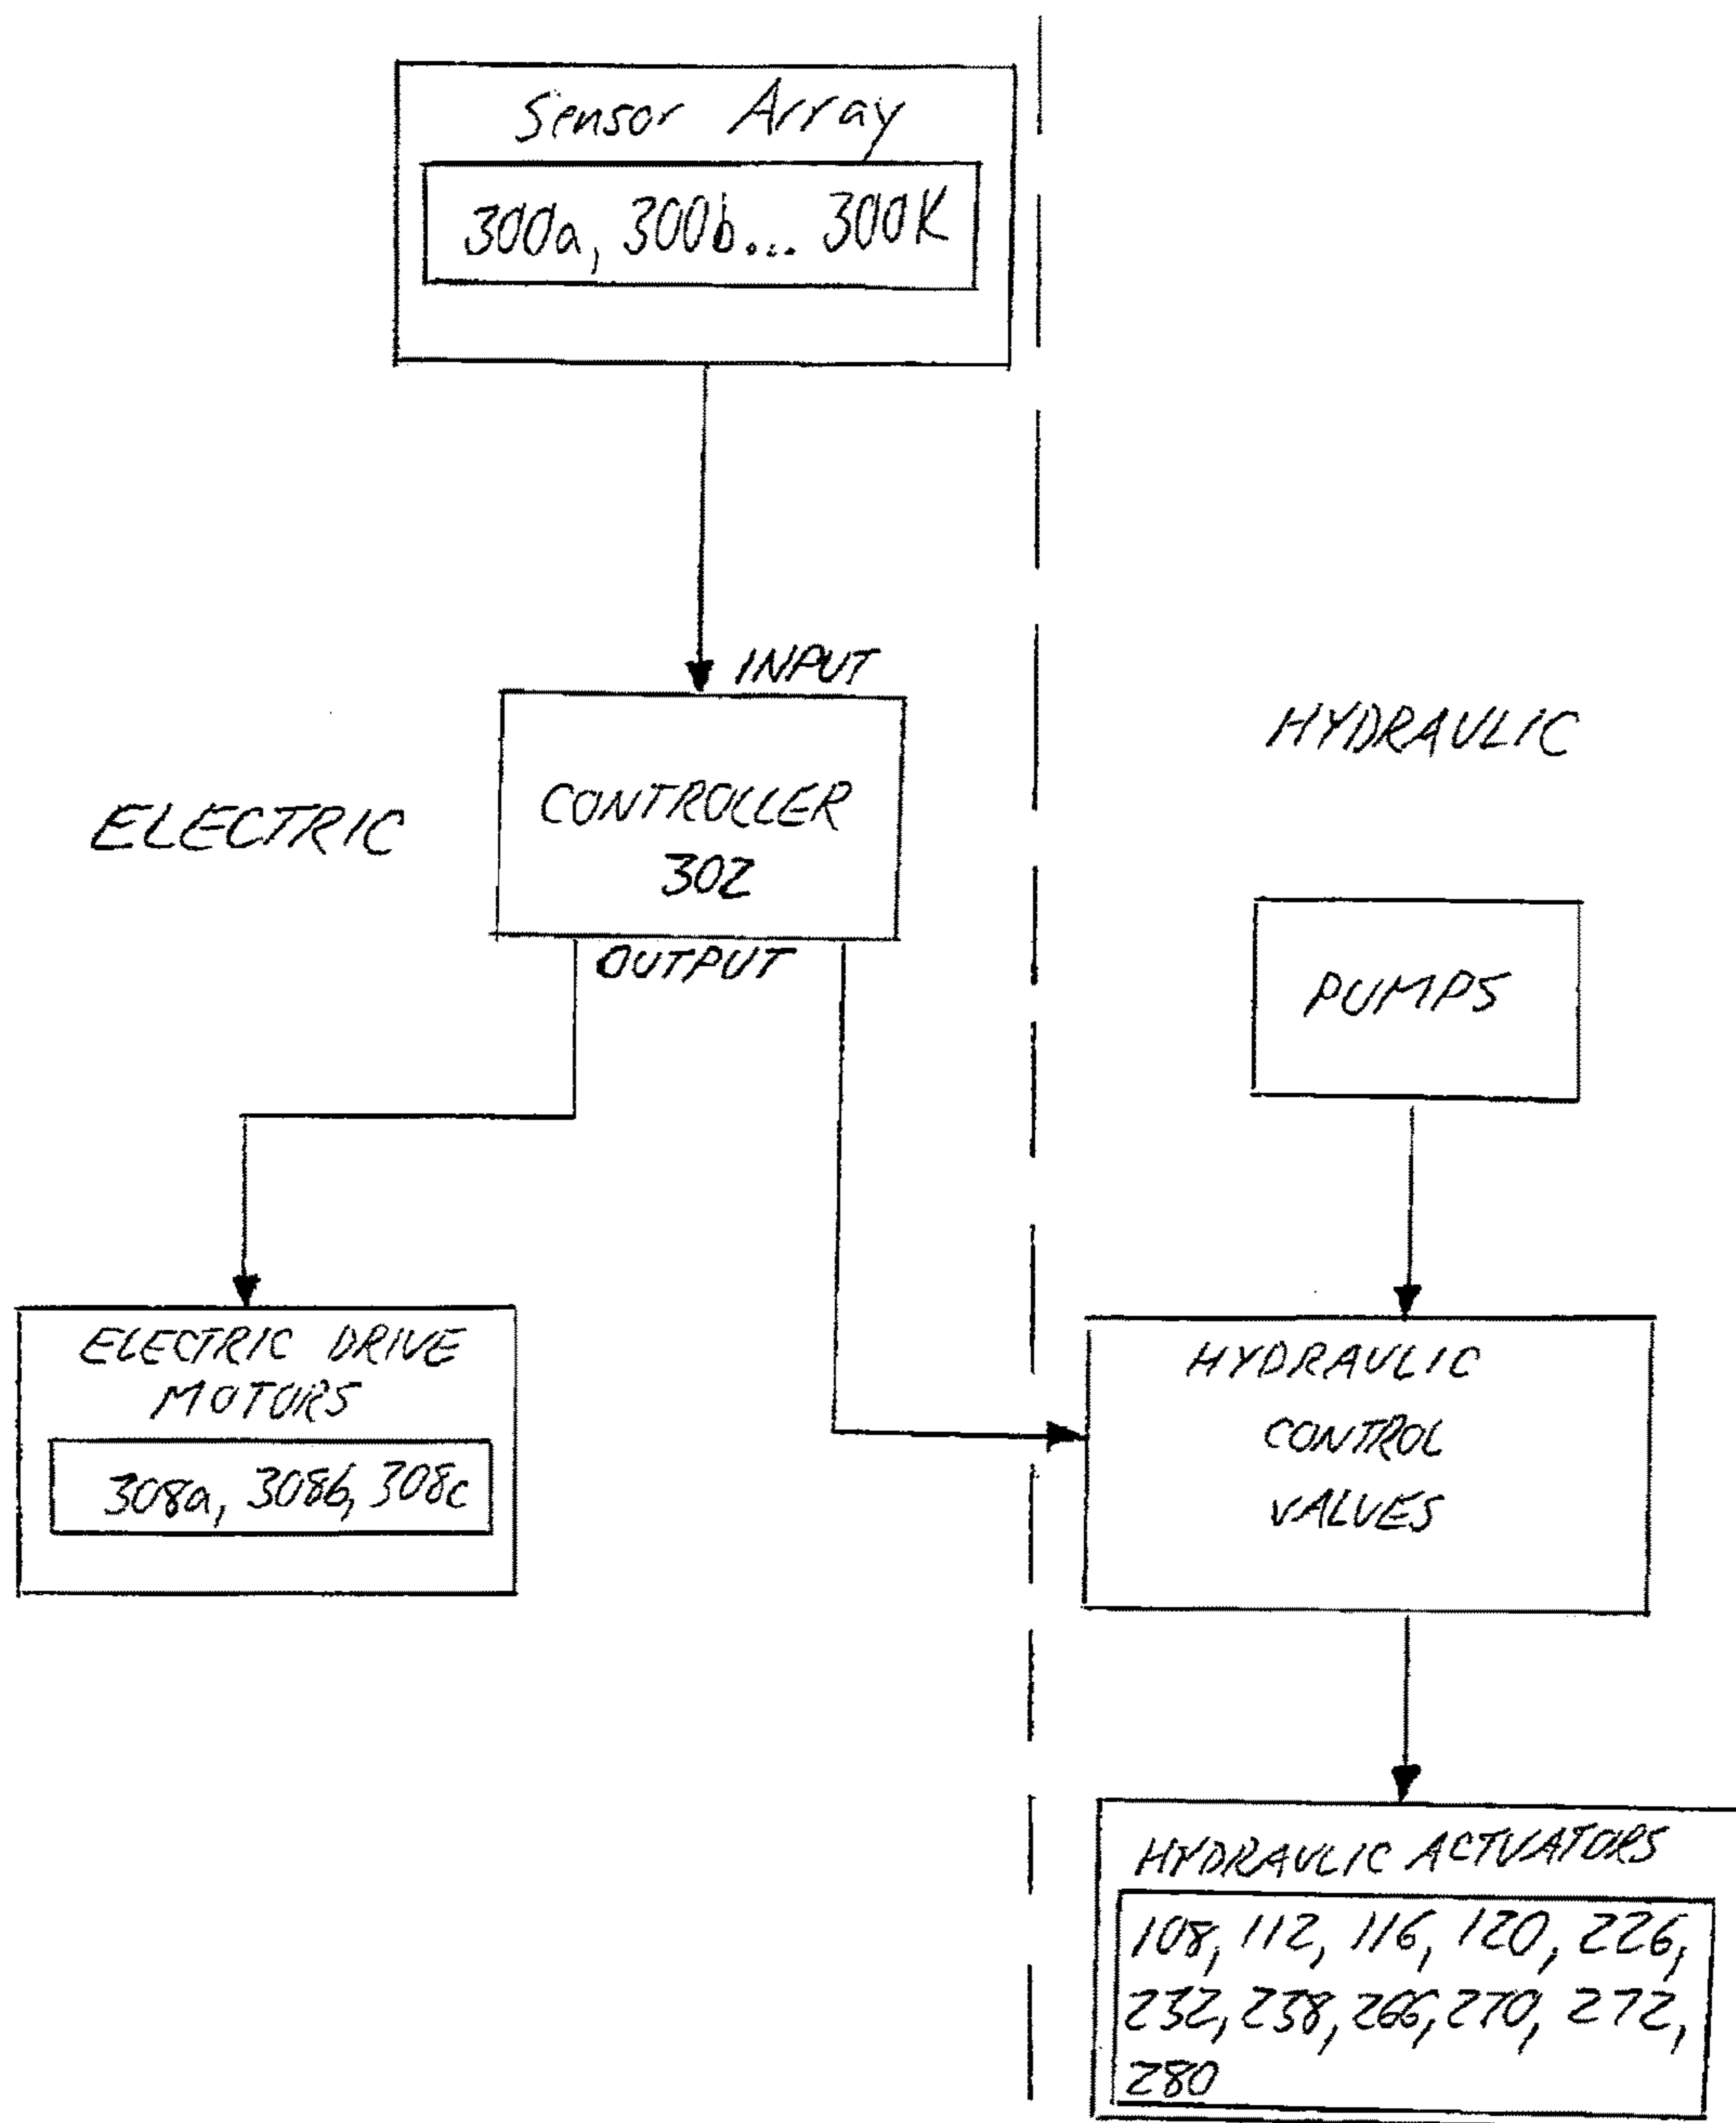 Sensor Array
300a, 300b... 300K
INPUT
HYDRAULIC
ELECTRIC
CONTROLLER
302
OUTPUT
PUMPS
ELECTRIC DRIVE
MOTORS
308a, 308b, 308c
HYDRAULIC
CONTROL
VALUES
HYDRAULIC ACTUATORS
108, 112, 116, 120, 226,
232, 238, 266, 270, 272,
280